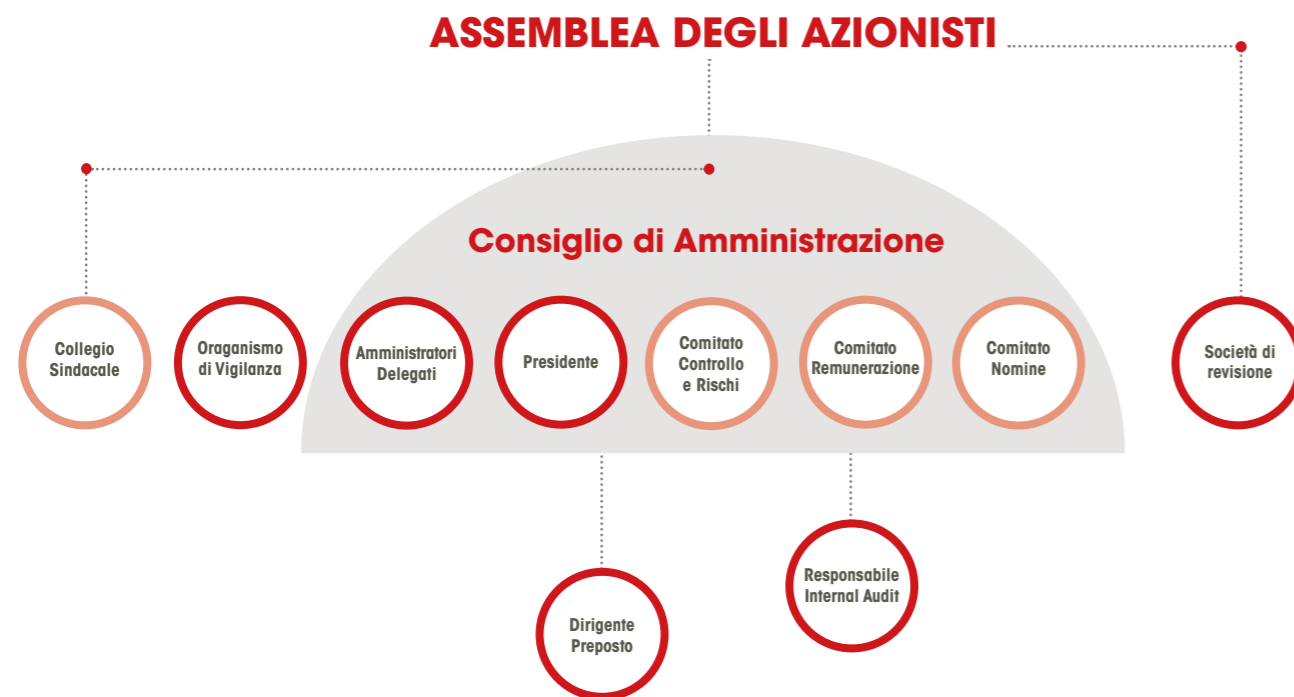 ASSEMBLEA DEGLI AZIONISTI
Consiglio di Amministrazione
Collegio
Sindacale
Oraganismo
di Vigilanza
Amministratori
Delegati
Presidente
Comitato
Controllo
e Rischi
Comitato
Remunerazione
Comitato
Nomine
Società di
revisione
Responsabile
Internal Audit
Dirigente
Preposto